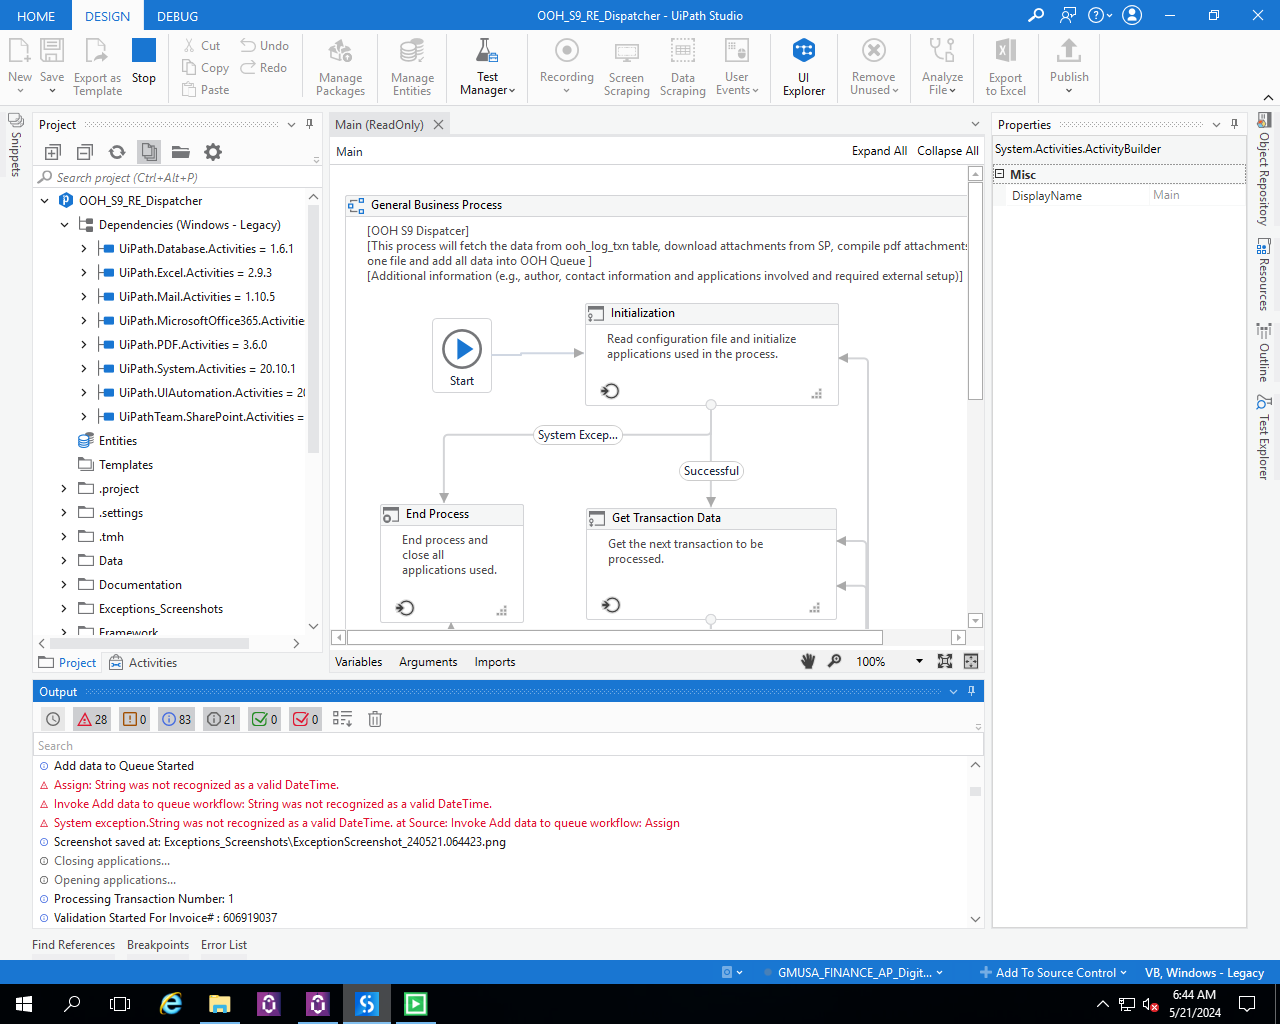 HOME
DESIGN
DEBUG
OOH_S9_RE_Dispatcher - UiPath Studio
New
Save
Export as Template
Stop
Cut
Copy
Paste
Undo
Redo
Manage Packages
Manage Entities
Test Manager
Recording
Screen Scraping
Data Scraping
User Events
UI Explorer
Remove Unused
Analyze File
Export to Excel
Publish
Snippets
Project
Search project (Ctrl+Alt+P)
OOH_S9_RE_Dispatcher
Dependencies (Windows - Legacy)
UiPath.Database.Activities = 1.6.1
UiPath.Excel.Activities = 2.9.3
UiPath.Mail.Activities = 1.10.5
UiPath.MicrosoftOffice365.Activitie
UiPath.PDF.Activities = 3.6.0
UiPath.System.Activities = 20.10.1
UiPath.UIAutomation.Activities = 20
UiPathTeam.SharePoint.Activities =
Entities
Templates
.project
.settings
.tmh
Data
Documentation
Exceptions_Screenshots
Framework
Project
Activities
Main (ReadOnly)
Main
Expand All
Collapse All
General Business Process
[OOH S9 Dispatcer]
[This process will fetch the data from ooh_log_txn table, download attachments from SP, compile pdf attachments
one file and add all data into OOH Queue ]
[Additional information (e.g., author, contact information and applications involved and required external setup)]
Start
Initialization
Read configuration file and initialize
applications used in the process.
System Excep...
Successful
End Process
End process and
close all
applications used.
Get Transaction Data
Get the next transaction to be
processed.
Variables
Arguments
Imports
100%
Properties
System.Activities.ActivityBuilder
Misc
DisplayName
Main
Object Repository
Resources
Outline
Test Explorer
Output
28
0
83
21
0
0
Search
Add data to Queue Started
Assign: String was not recognized as a valid DateTime.
Invoke Add data to queue workflow: String was not recognized as a valid DateTime.
System exception.String was not recognized as a valid DateTime. at Source: Invoke Add data to queue workflow: Assign
Screenshot saved at: Exceptions_Screenshots\ExceptionScreenshot_240521.064423.png
Closing applications...
Opening applications...
Processing Transaction Number: 1
Validation Started For Invoice# : 606919037
Find References
Breakpoints
Error List
GMUSA_FINANCE_AP_Digit...
Add To Source Control
VB, Windows - Legacy
6:44 AM
5/21/2024